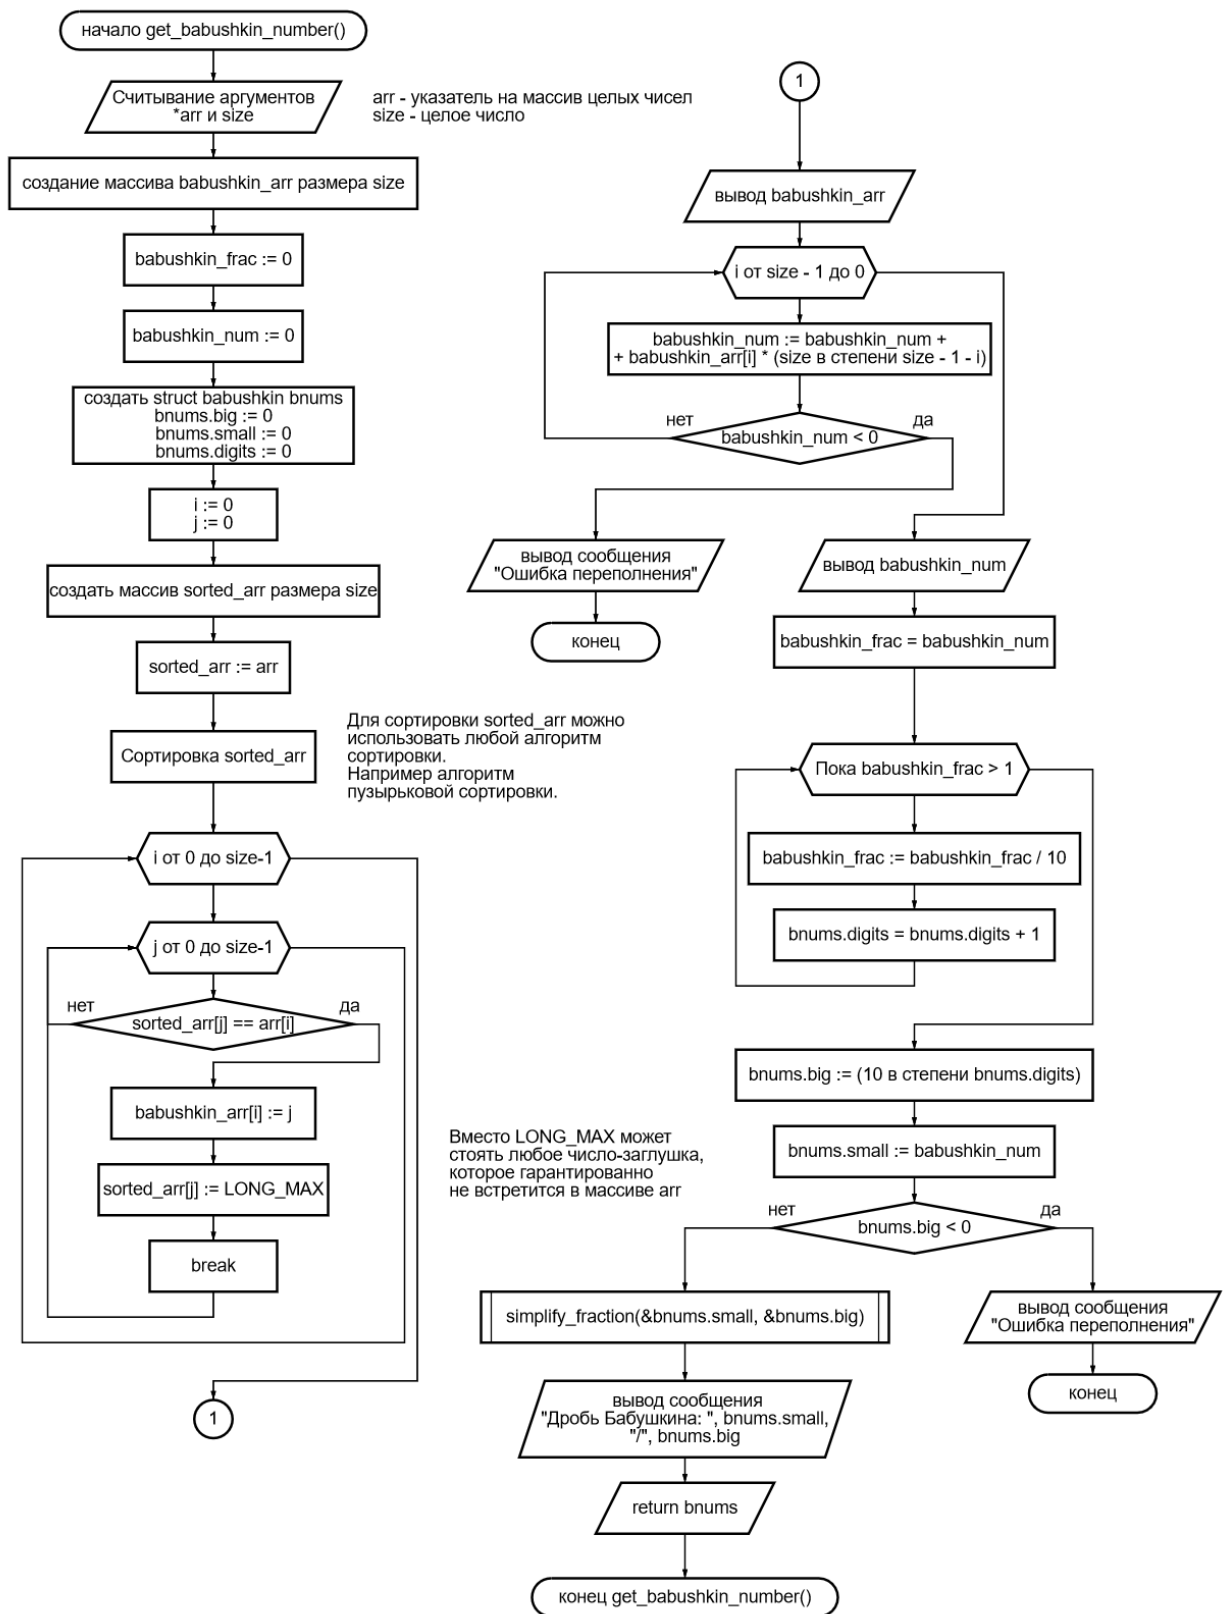 начало get_babushkin_number()
Считывание аргументов
*arr и size
arr - указатель на массив целых чисел
size - целое число
создание массива babushkin_arr размера size
babushkin_frac := 0
babushkin_num := 0
создать struct babushkin bnums
bnums.big := 0
bnums.small := 0
bnums.digits := 0
i := 0
j := 0
создать массив sorted_arr размера size
sorted_arr := arr
Сортировка sorted_arr
Для сортировки sorted_arr можно
использовать любой алгоритм
сортировки.
Например алгоритм
пузырьковой сортировки.
i от 0 до size-1
j от 0 до size-1
нет
да
sorted_arr[j] == arr[i]
babushkin_arr[i] := j
sorted_arr[j] := LONG_MAX
Вместо LONG_MAX может
стоять любое число-заглушка,
которое гарантированно
не встретится в массиве arr
break
1
1
вывод babushkin_arr
i от size - 1 до 0
babushkin_num := babushkin_num +
+ babushkin_arr[i] * (size в степени size - 1 - i)
нет
да
babushkin_num < 0
вывод сообщения
"Ошибка переполнения"
конец
вывод babushkin_num
babushkin_frac = babushkin_num
Пока babushkin_frac > 1
babushkin_frac := babushkin_frac / 10
bnums.digits = bnums.digits + 1
bnums.big := (10 в степени bnums.digits)
bnums.small := babushkin_num
нет
да
bnums.big < 0
simplify_fraction(&bnums.small, &bnums.big)
вывод сообщения
"Ошибка переполнения"
конец
вывод сообщения
"Дробь Бабушкина: ", bnums.small,
"/", bnums.big
return bnums
конец get_babushkin_number()